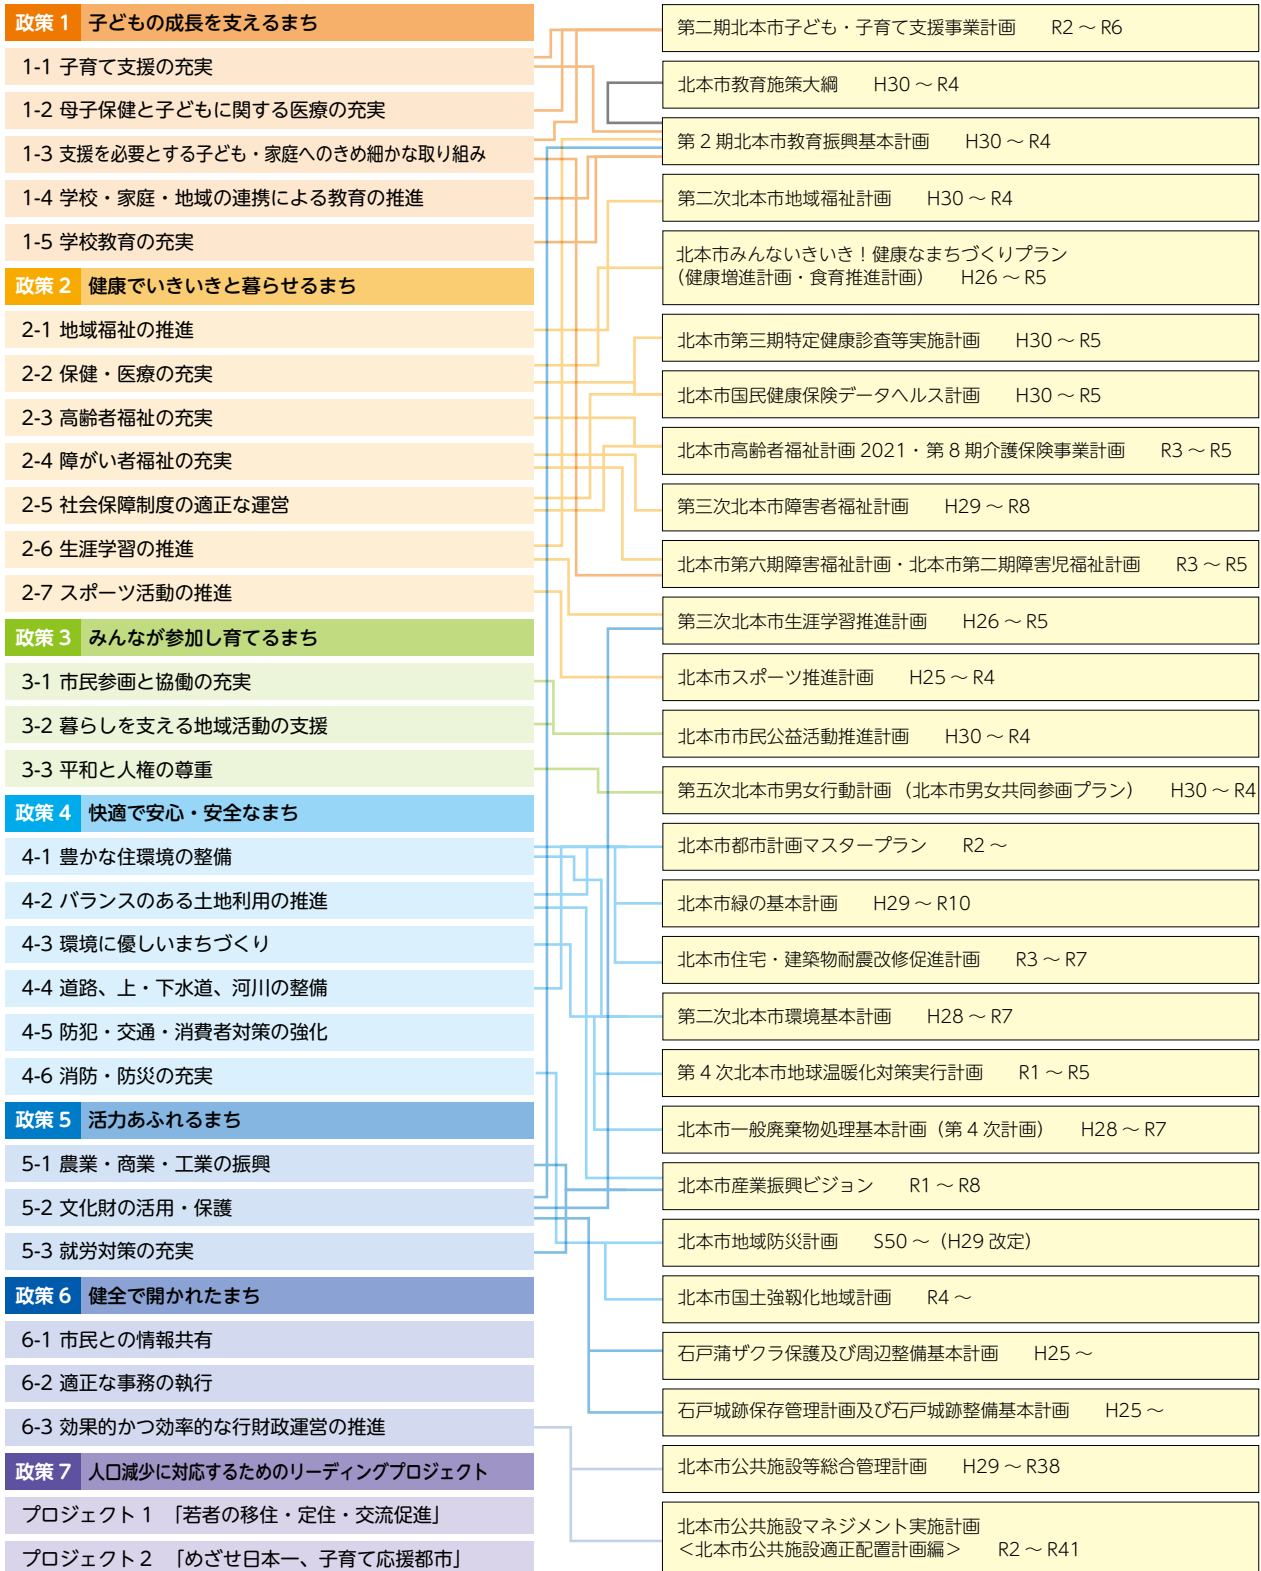 政策 1 子どもの成長を支えるまち
1-1 子育て支援の充実
1-2 母子保健と子どもに関する医療の充実
1-3 支援を必要とする子ども・家庭へのきめ細かな取り組み
1-4 学校・家庭・地域の連携による教育の推進
1-5 学校教育の充実
政策 2 健康でいきいきと暮らせるまち
2-1 地域福祉の推進
2-2 保健・医療の充実
2-3 高齢者福祉の充実
2-4 障がい者福祉の充実
2-5 社会保障制度の適正な運営
2-6 生涯学習の推進
2-7 スポーツ活動の推進
政策 3 みんなが参加し育てるまち
3-1 市民参画と協働の充実
3-2 暮らしを支える地域活動の支援
3-3 平和と人権の尊重
政策 4 快適で安心・安全なまち
4-1 豊かな住環境の整備
4-2 バランスのある土地利用の推進
4-3 環境に優しいまちづくり
4-4 道路、上・下水道、河川の整備
4-5 防犯・交通・消費者対策の強化
4-6 消防・防災の充実
政策 5 活力あふれるまち
5-1 農業・商業・工業の振興
5-2 文化財の活用・保護
5-3 就労対策の充実
政策 6 健全で開かれたまち
6-1 市民との情報共有
6-2 適正な事務の執行
6-3 効果的かつ効率的な行財政運営の推進
政策 7 人口減少に対応するためのリーディングプロジェクト
プロジェクト 1 「若者の移住・定住・交流促進」
プロジェクト 2 「めざせ日本一、子育て応援都市」
第二期北本市子ども・子育て支援事業計画 R2 ～ R6
北本市教育施策大綱 H30 ～ R4
第 2 期北本市教育振興基本計画 H30 ～ R4
第二次北本市地域福祉計画 H30 ～ R4
北本市みんないきいき！健康なまちづくりプラン
（健康増進計画・食育推進計画） H26 ～ R5
北本市第三期特定健康診査等実施計画 H30 ～ R5
北本市国民健康保険データヘルス計画 H30 ～ R5
北本市高齢者福祉計画 2021・第 8 期介護保険事業計画 R3 ～ R5
第三次北本市障害者福祉計画 H29 ～ R8
北本市第六期障害福祉計画・北本市第二期障害児福祉計画 R3 ～ R5
第三次北本市生涯学習推進計画 H26 ～ R5
北本市スポーツ推進計画 H25 ～ R4
北本市市民公益活動推進計画 H30 ～ R4
第五次北本市男女行動計画（北本市男女共同参画プラン） H30 ～ R4
北本市都市計画マスタープラン R2 ～
北本市緑の基本計画 H29 ～ R10
北本市住宅・建築物耐震改修促進計画 R3 ～ R7
第二次北本市環境基本計画 H28 ～ R7
第 4 次北本市地球温暖化対策実行計画 R1 ～ R5
北本市一般廃棄物処理基本計画（第 4 次計画） H28 ～ R7
北本市産業振興ビジョン R1 ～ R8
北本市地域防災計画 S50 ～（H29 改定）
北本市国土強靱化地域計画 R4 ～
石戸蒲ザクラ保護及び周辺整備基本計画 H25 ～
石戸城跡保存管理計画及び石戸城跡整備基本計画 H25 ～
北本市公共施設等総合管理計画 H29 ～ R38
北本市公共施設マネジメント実施計画
＜北本市公共施設適正配置計画編＞ R2 ～ R41